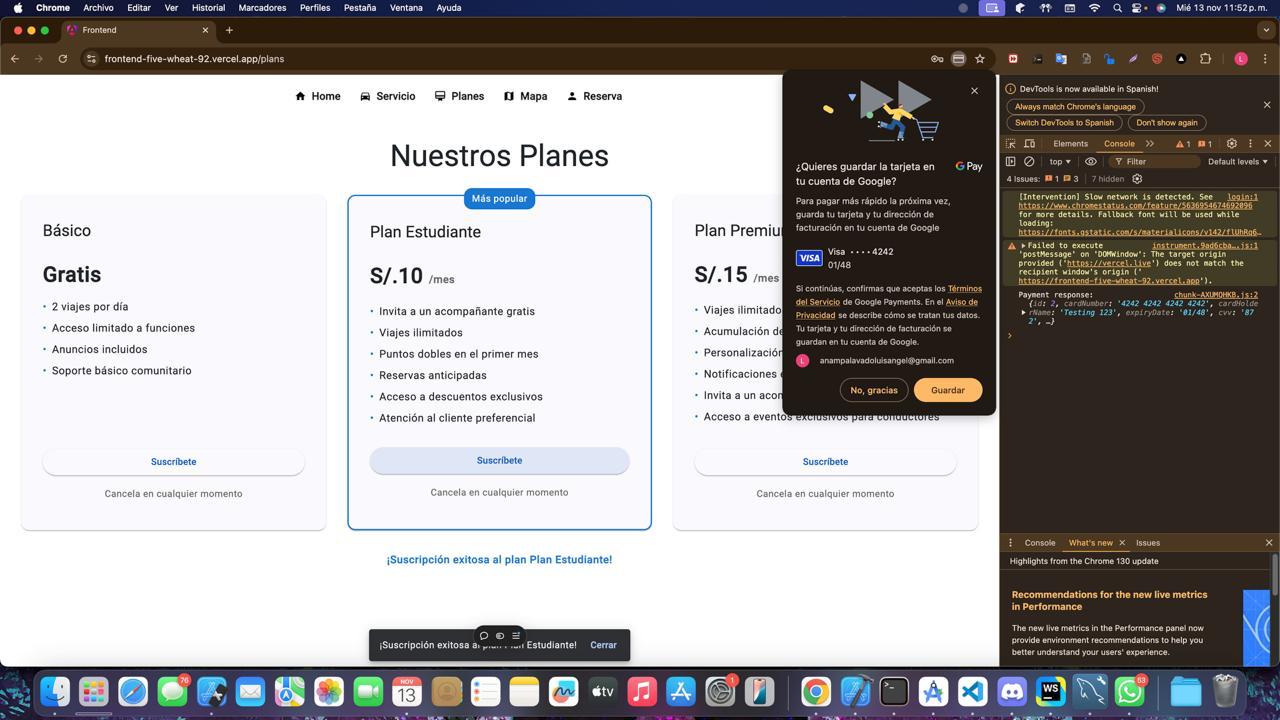 Chrome Archivo Editar Ver Historial Marcadores Perfiles Pestaña Ventana Ayuda Mié 13 nov 11:52 p.m.
Frontend
frontend-five-wheat-92.vercel.app/plans
Home Servicio Planes Mapa Reserva
Nuestros Planes
Básico
Gratis
2 viajes por día
Acceso limitado a funciones
Anuncios incluidos
Soporte básico comunitario
Suscríbete
Cancela en cualquier momento
Más popular
Plan Estudiante
S/.10 /mes
Invita a un acompañante gratis
Viajes ilimitados
Puntos dobles en el primer mes
Reservas anticipadas
Acceso a descuentos exclusivos
Atención al cliente preferencial
Suscríbete
Cancela en cualquier momento
Plan Premiu
S/.15 /mes
Viajes ilimitado
Acumulación de
Personalización
Notificaciones
Invita a un acon
Acceso a eventos exclusivos para conductores
Suscríbete
Cancela en cualquier momento
¡Suscripción exitosa al plan Plan Estudiante!
¡Suscripción exitosa al plan Plan Estudiante! Cerrar
¿Quieres guardar la tarjeta en
tu cuenta de Google?
G Pay
Para pagar más rápido la próxima vez,
guarda tu tarjeta y tu dirección de
facturación en tu cuenta de Google
VISA
Visa •••• 4242
01/48
Si continúas, confirmas que aceptas los Términos
del Servicio de Google Payments. En el Aviso de
Privacidad se describe cómo se tratan tus datos.
Tu tarjeta y tu dirección de facturación se
guardan en tu cuenta de Google.
L anampalavadoluisangel@gmail.com
No, gracias Guardar
DevTools is now available in Spanish!
Always match Chrome's language
Switch DevTools to Spanish Don't show again
Elements Console 1 1
top Filter Default levels
4 Issues: 1 3 7 hidden
[Intervention] Slow network is detected. See login:1
https://www.chromestatus.com/feature/5636954674692096
for more details. Fallback font will be used while
loading:
https://fonts.gstatic.com/s/materialicons/v142/flUhRq6…
Failed to execute instrument.9ad6cba….js:1
'postMessage' on 'DOMWindow': The target origin
provided ('https://vercel.live') does not match the
recipient window's origin ('
https://frontend-five-wheat-92.vercel.app').
Payment response: chunk-AXUMQHKB.js:2
{id: 2, cardNumber: '4242 4242 4242 4242', cardHolde
rName: 'Testing 123', expiryDate: '01/48', cvv: '87
2', …}
Console What's new Issues
Highlights from the Chrome 130 update
Recommendations for the new live metrics
in Performance
The new live metrics in the Performance panel now
provide environment recommendations to help you
better understand your users' experience.
76
NOV
13
tv
1
WS
53